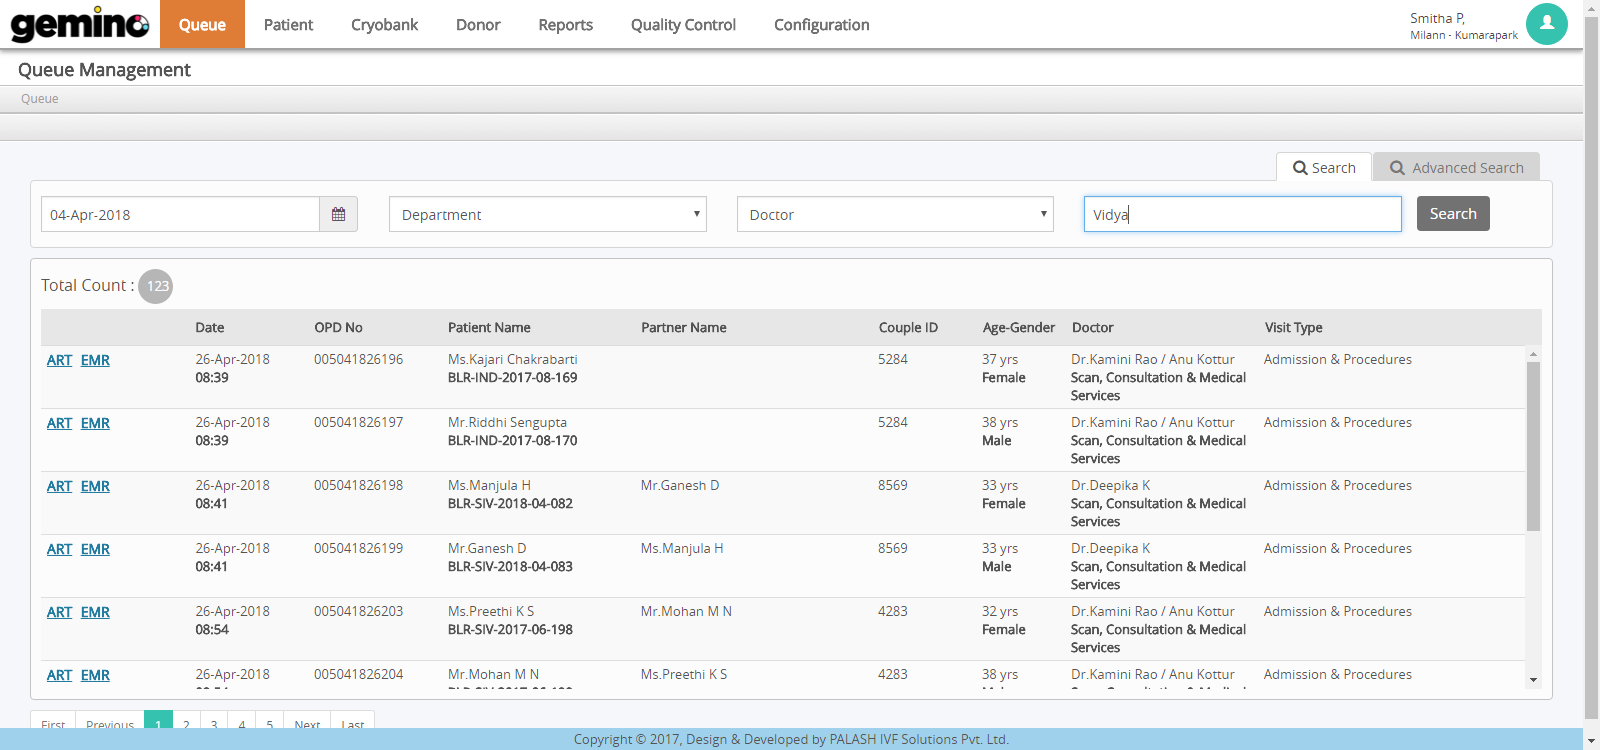 gemino Queue Patient Cryobank Donor Reports Quality Control Configuration
Smitha P,
Milann - Kumarapark
Queue Management
Queue
Search Advanced Search
04-Apr-2018 Department Doctor Vidya Search
Total Count : 123
Date OPD No Patient Name Partner Name Couple ID Age-Gender Doctor Visit Type
ART EMR 26-Apr-2018 005041826196 Ms.Kajari Chakrabarti 5284 37 yrs Dr.Kamini Rao / Anu Kottur Admission & Procedures
08:39 BLR-IND-2017-08-169 Female Scan, Consultation & Medical
Services
ART EMR 26-Apr-2018 005041826197 Mr.Riddhi Sengupta 5284 38 yrs Dr.Kamini Rao / Anu Kottur Admission & Procedures
08:39 BLR-IND-2017-08-170 Male Scan, Consultation & Medical
Services
ART EMR 26-Apr-2018 005041826198 Ms.Manjula H Mr.Ganesh D 8569 33 yrs Dr.Deepika K Admission & Procedures
08:41 BLR-SIV-2018-04-082 Female Scan, Consultation & Medical
Services
ART EMR 26-Apr-2018 005041826199 Mr.Ganesh D Ms.Manjula H 8569 33 yrs Dr.Deepika K Admission & Procedures
08:41 BLR-SIV-2018-04-083 Male Scan, Consultation & Medical
Services
ART EMR 26-Apr-2018 005041826203 Ms.Preethi K S Mr.Mohan M N 4283 32 yrs Dr.Kamini Rao / Anu Kottur Admission & Procedures
08:54 BLR-SIV-2017-06-198 Female Scan, Consultation & Medical
Services
ART EMR 26-Apr-2018 005041826204 Mr.Mohan M N Ms.Preethi K S 4283 38 yrs Dr.Kamini Rao / Anu Kottur Admission & Procedures
First Previous 1 2 3 4 5 Next Last
Copyright © 2017, Design & Developed by PALASH IVF Solutions Pvt. Ltd.